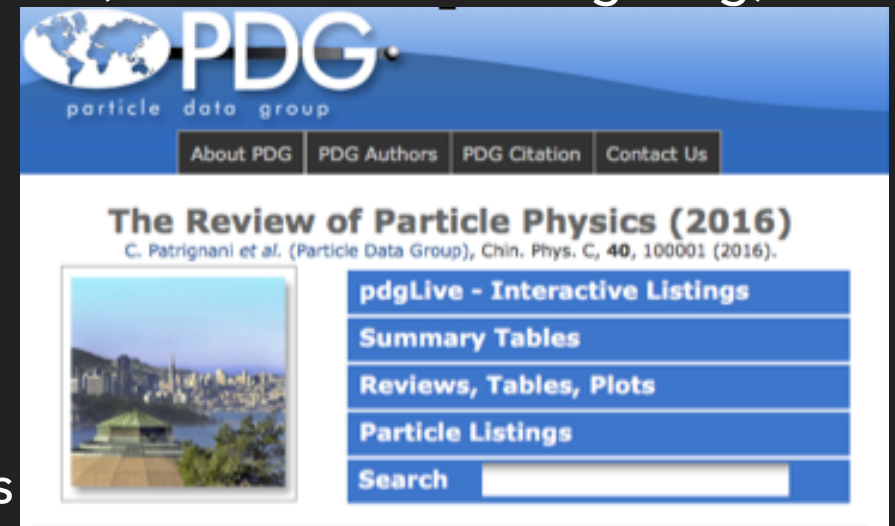 PDG
particle data group
About PDG PDG Authors PDG Citation Contact Us
The Review of Particle Physics (2016)
C. Patrignani et al. (Particle Data Group), Chin. Phys. C, 40, 100001 (2016).
pdgLive - Interactive Listings
Summary Tables
Reviews, Tables, Plots
Particle Listings
Search
s